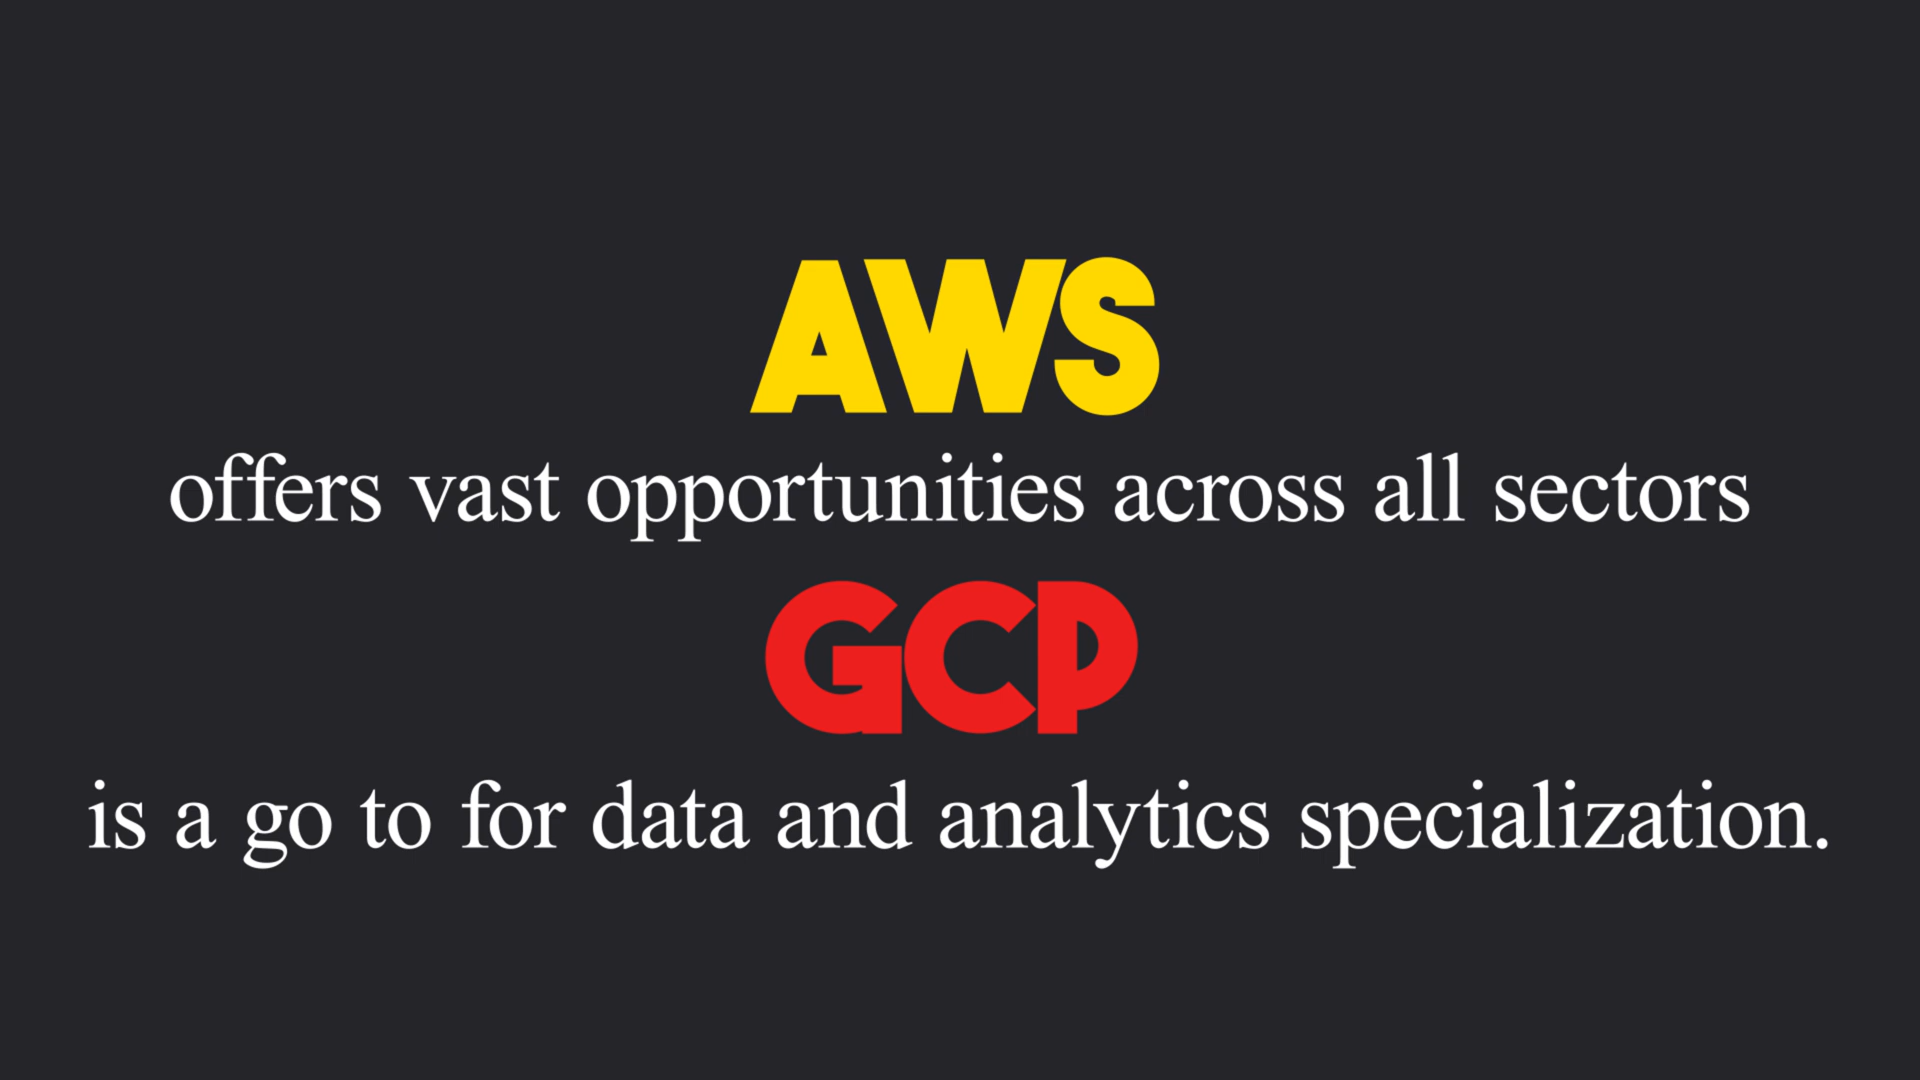 AWS
offers vast opportunities across all sectors
GCP
is a go to for data and analytics specialization.